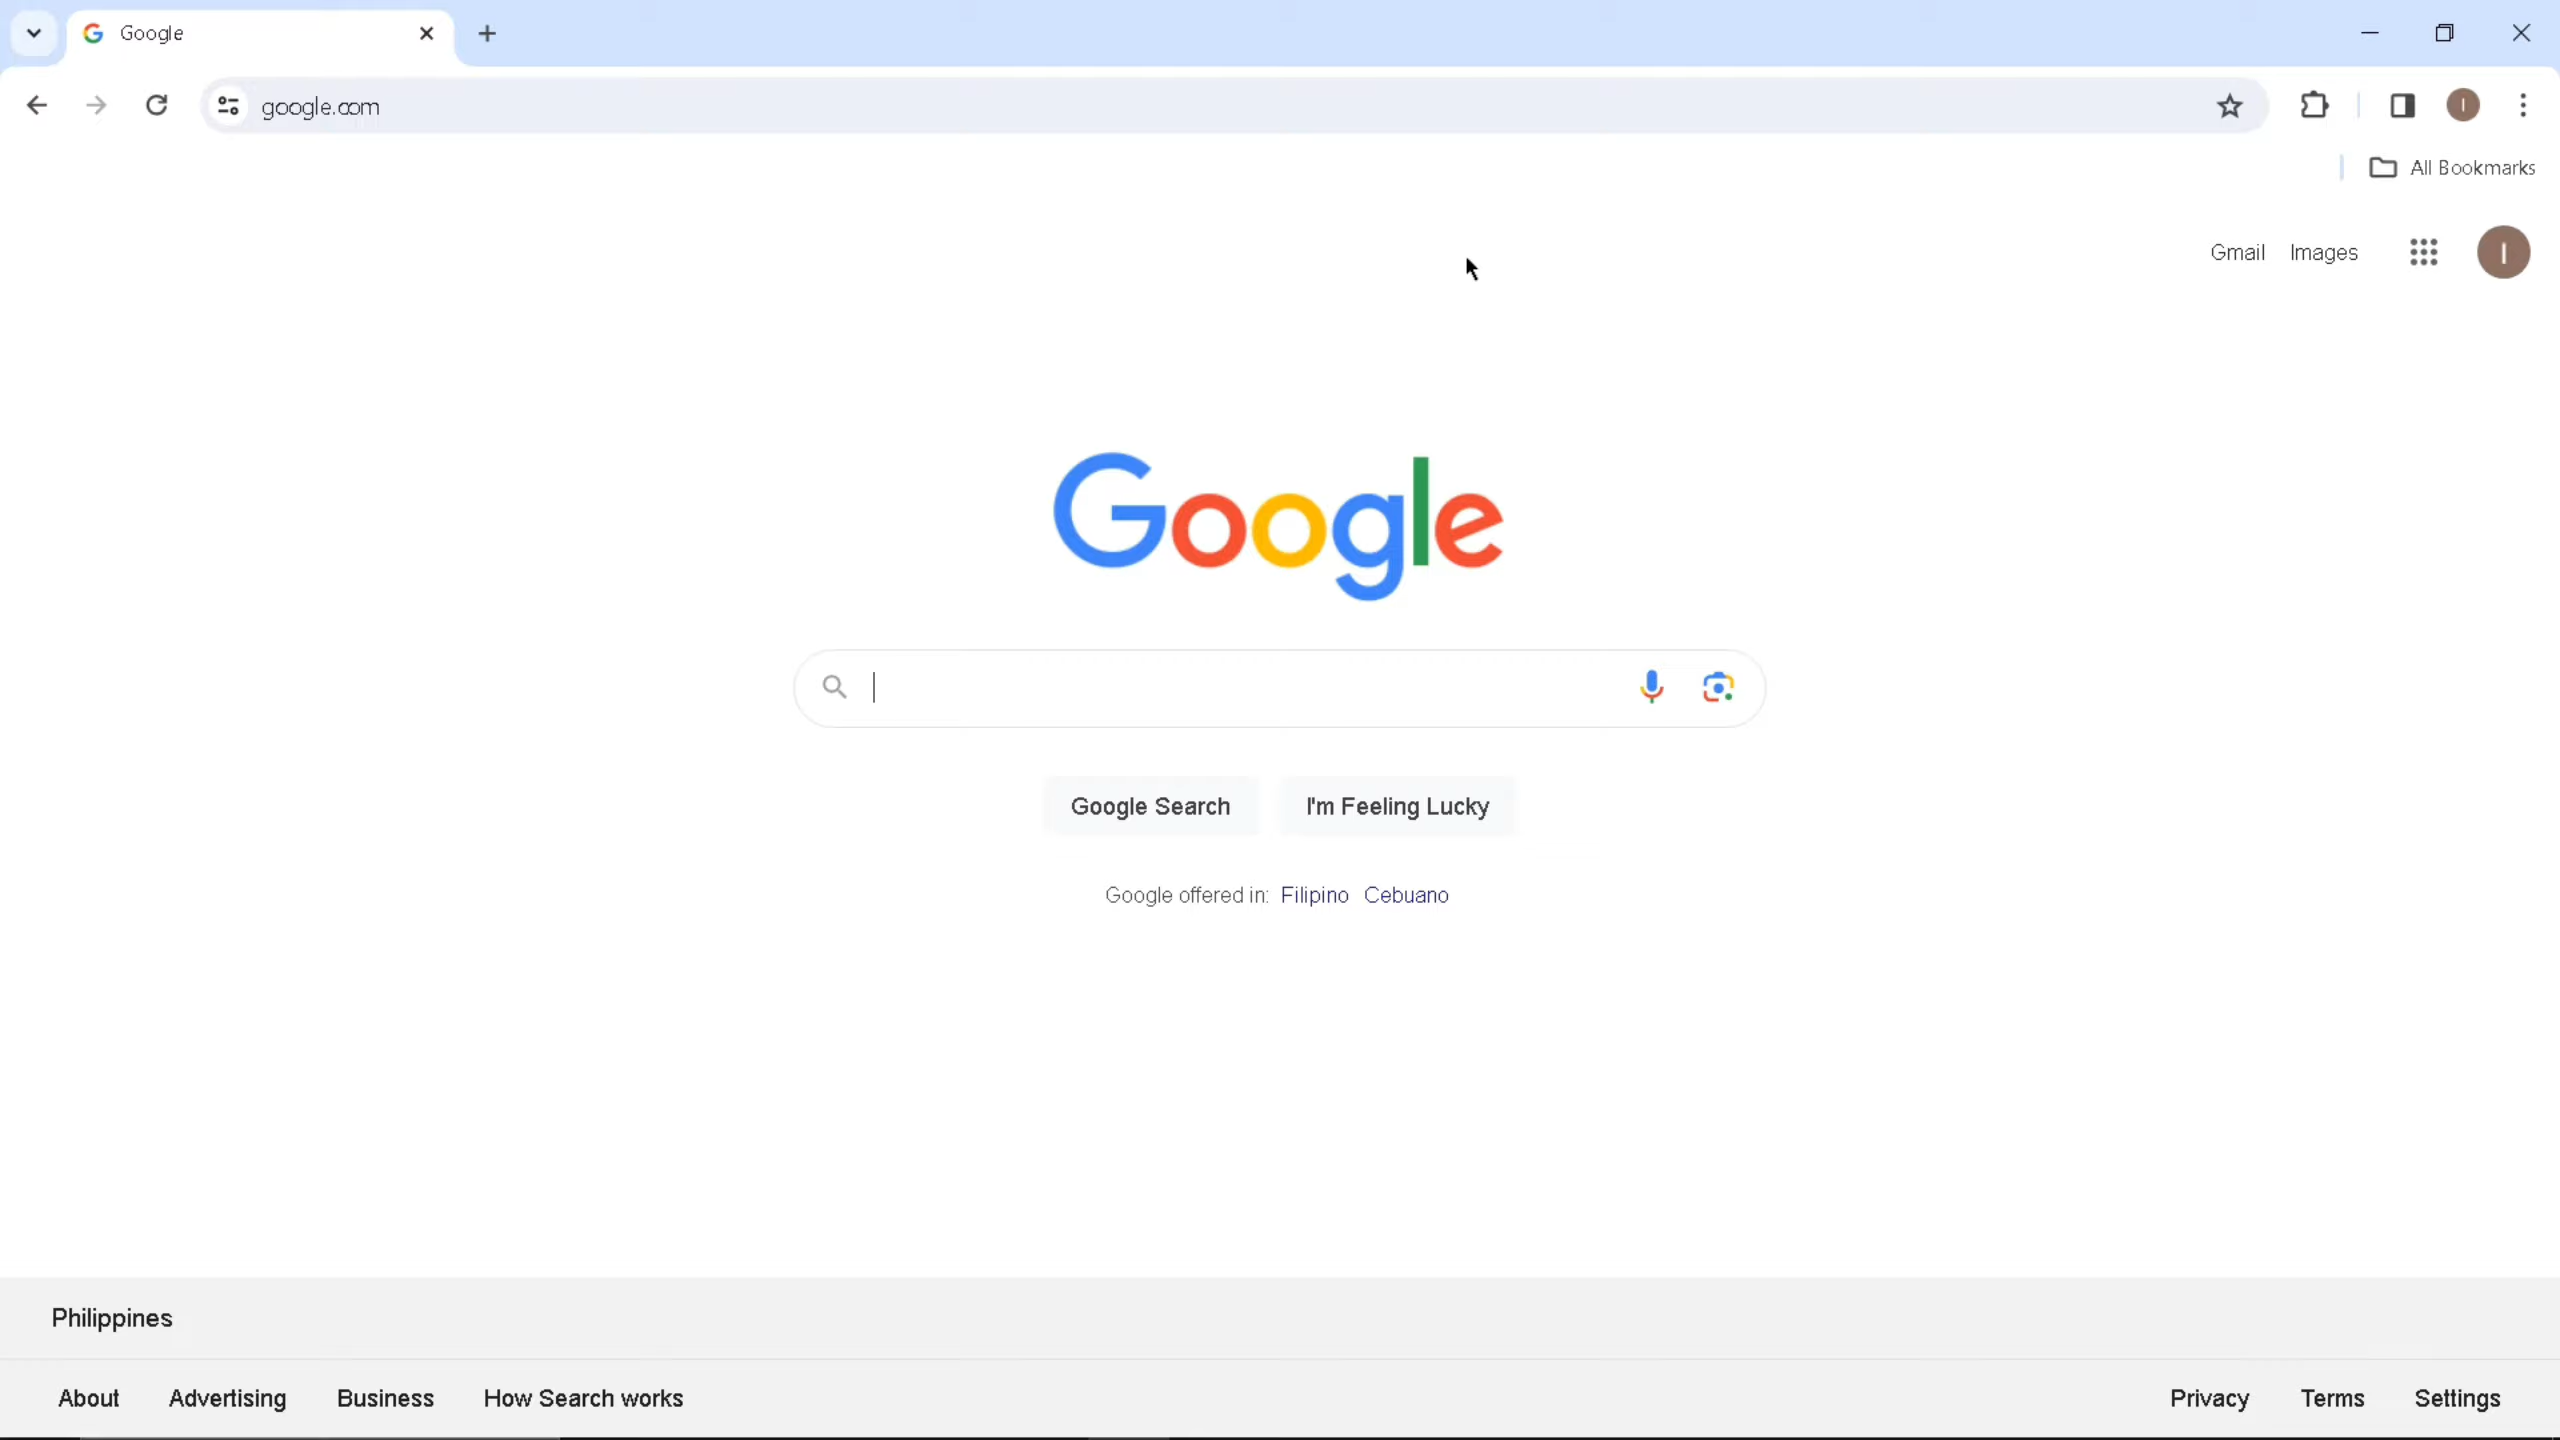 Google
google.com
All Bookmarks
Gmail Images
Google
Google Search I'm Feeling Lucky
Google offered in: Filipino Cebuano
Philippines
About Advertising Business How Search works Privacy Terms Settings